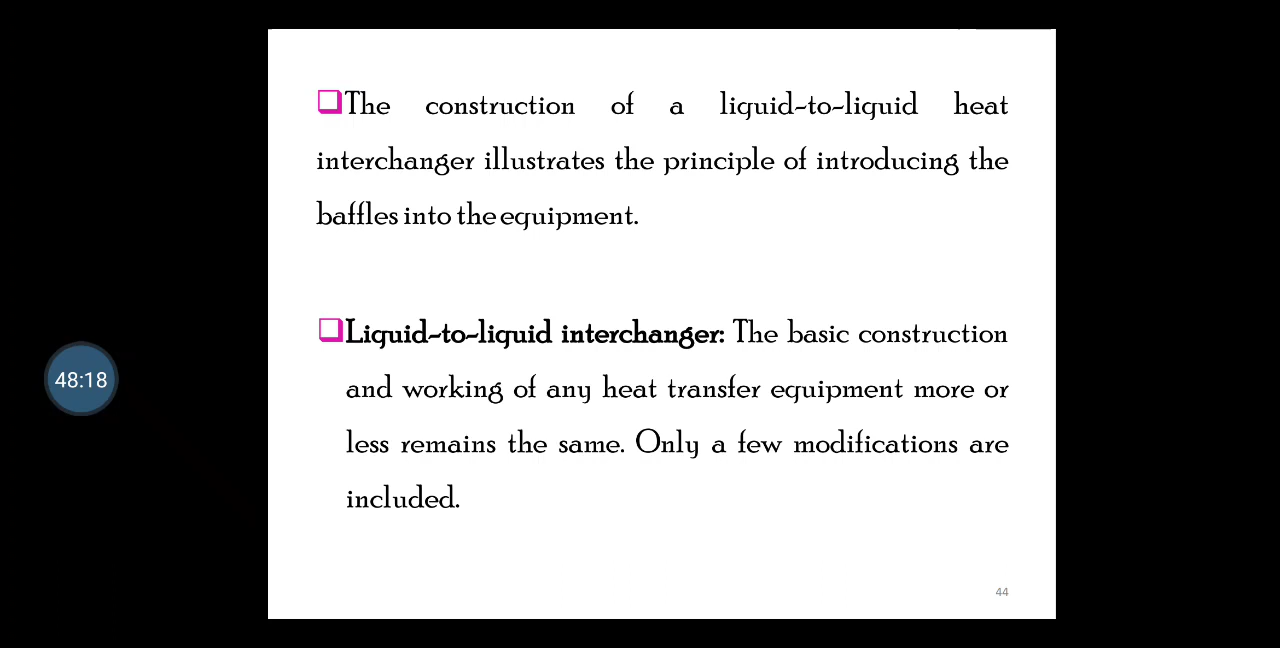 The construction of a liquid-to-liquid heat
interchanger illustrates the principle of introducing the
baffles into the equipment.
Liquid-to-liquid interchanger: The basic construction
and working of any heat transfer equipment more or
less remains the same. Only a few modifications are
included.
48:18
44